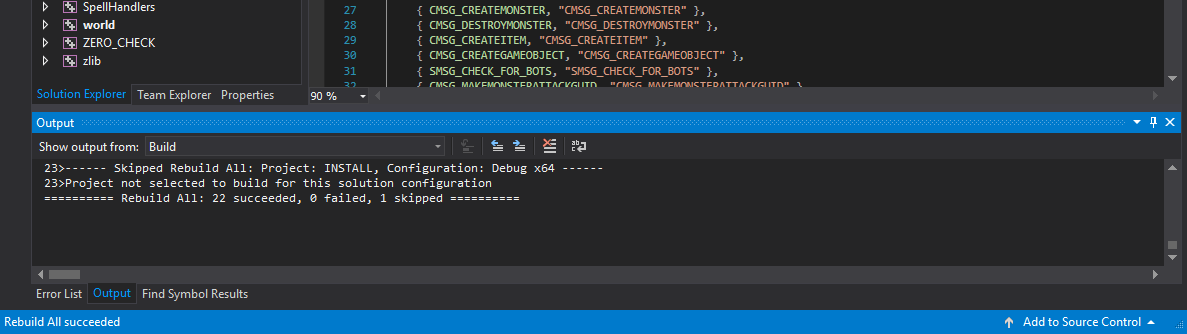 SpellHandlers
world
ZERO_CHECK
zlib
Solution Explorer Team Explorer Properties
27 { CMSG_CREATEMONSTER, "CMSG_CREATEMONSTER" },
28 { CMSG_DESTROYMONSTER, "CMSG_DESTROYMONSTER" },
29 { CMSG_CREATEITEM, "CMSG_CREATEITEM" },
30 { CMSG_CREATEGAMEOBJECT, "CMSG_CREATEGAMEOBJECT" },
31 { SMSG_CHECK_FOR_BOTS, "SMSG_CHECK_FOR_BOTS" },
32 { CMSG_MAKEMONSTERATTACKGUID, "CMSG_MAKEMONSTERATTACKGUID" }
90 %
Output
Show output from: Build
23>------ Skipped Rebuild All: Project: INSTALL, Configuration: Debug x64 ------
23>Project not selected to build for this solution configuration
========== Rebuild All: 22 succeeded, 0 failed, 1 skipped ==========
Error List Output Find Symbol Results
Rebuild All succeeded Add to Source Control